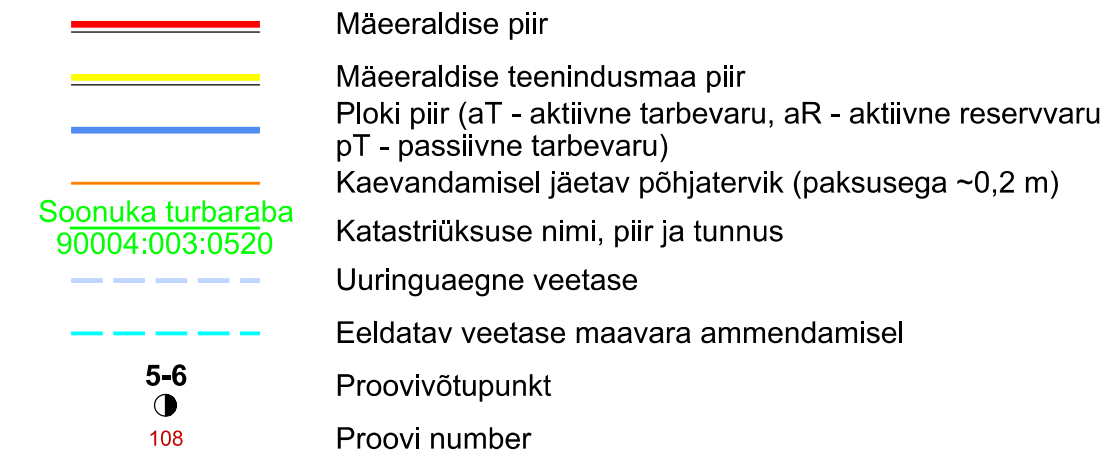 Mäeeraldise piir
Mäeeraldise teenindusmaa piir
Ploki piir (aT - aktiivne tarbevaru, aR - aktiivne reservvaru
pT - passiivne tarbevaru)
Kaevandamisel jäetav põhjatervik (paksusega ~0,2 m)
Soonuka turbaraba
90004:003:0520
Katastriüksuse nimi, piir ja tunnus
Uuringuaegne veetase
Eeldatav veetase maavara ammendamisel
5-6
Proovivõtupunkt
108
Proovi number